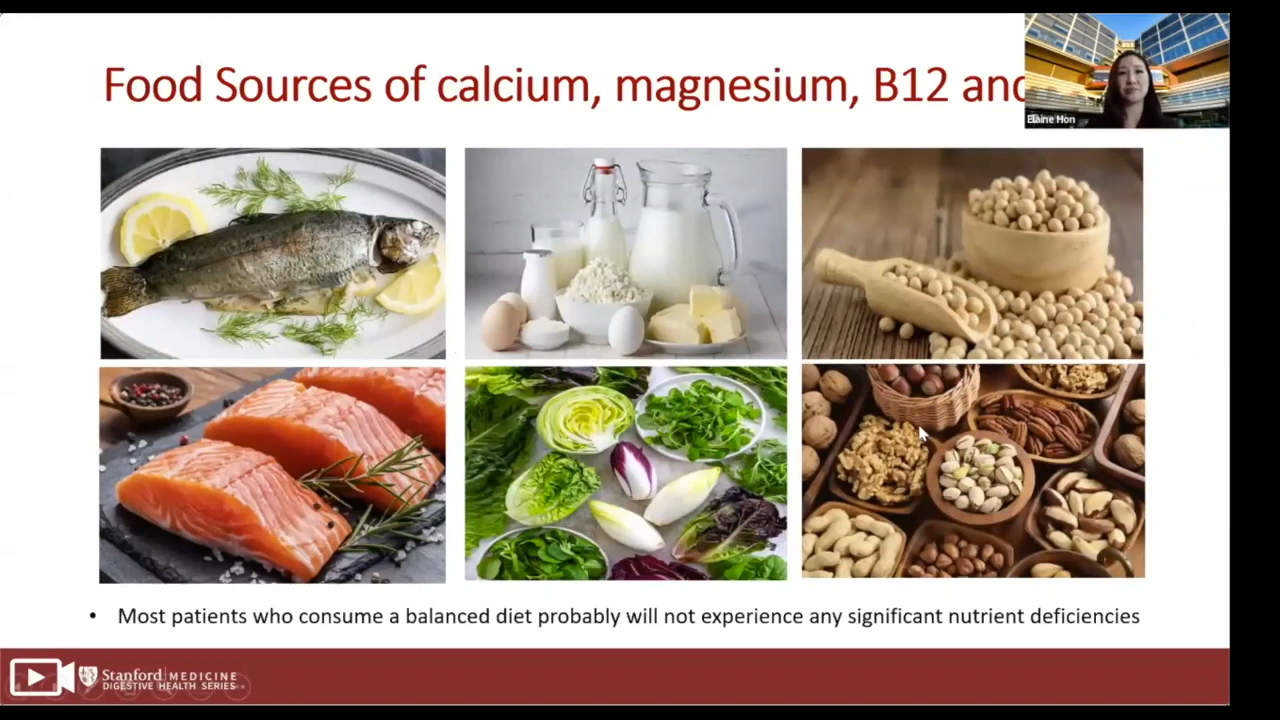 Food Sources of calcium, magnesium, B12 and
Elaine Hon
• Most patients who consume a balanced diet probably will not experience any significant nutrient deficiencies
Stanford MEDICINE
DIGESTIVE HEALTH SERIES